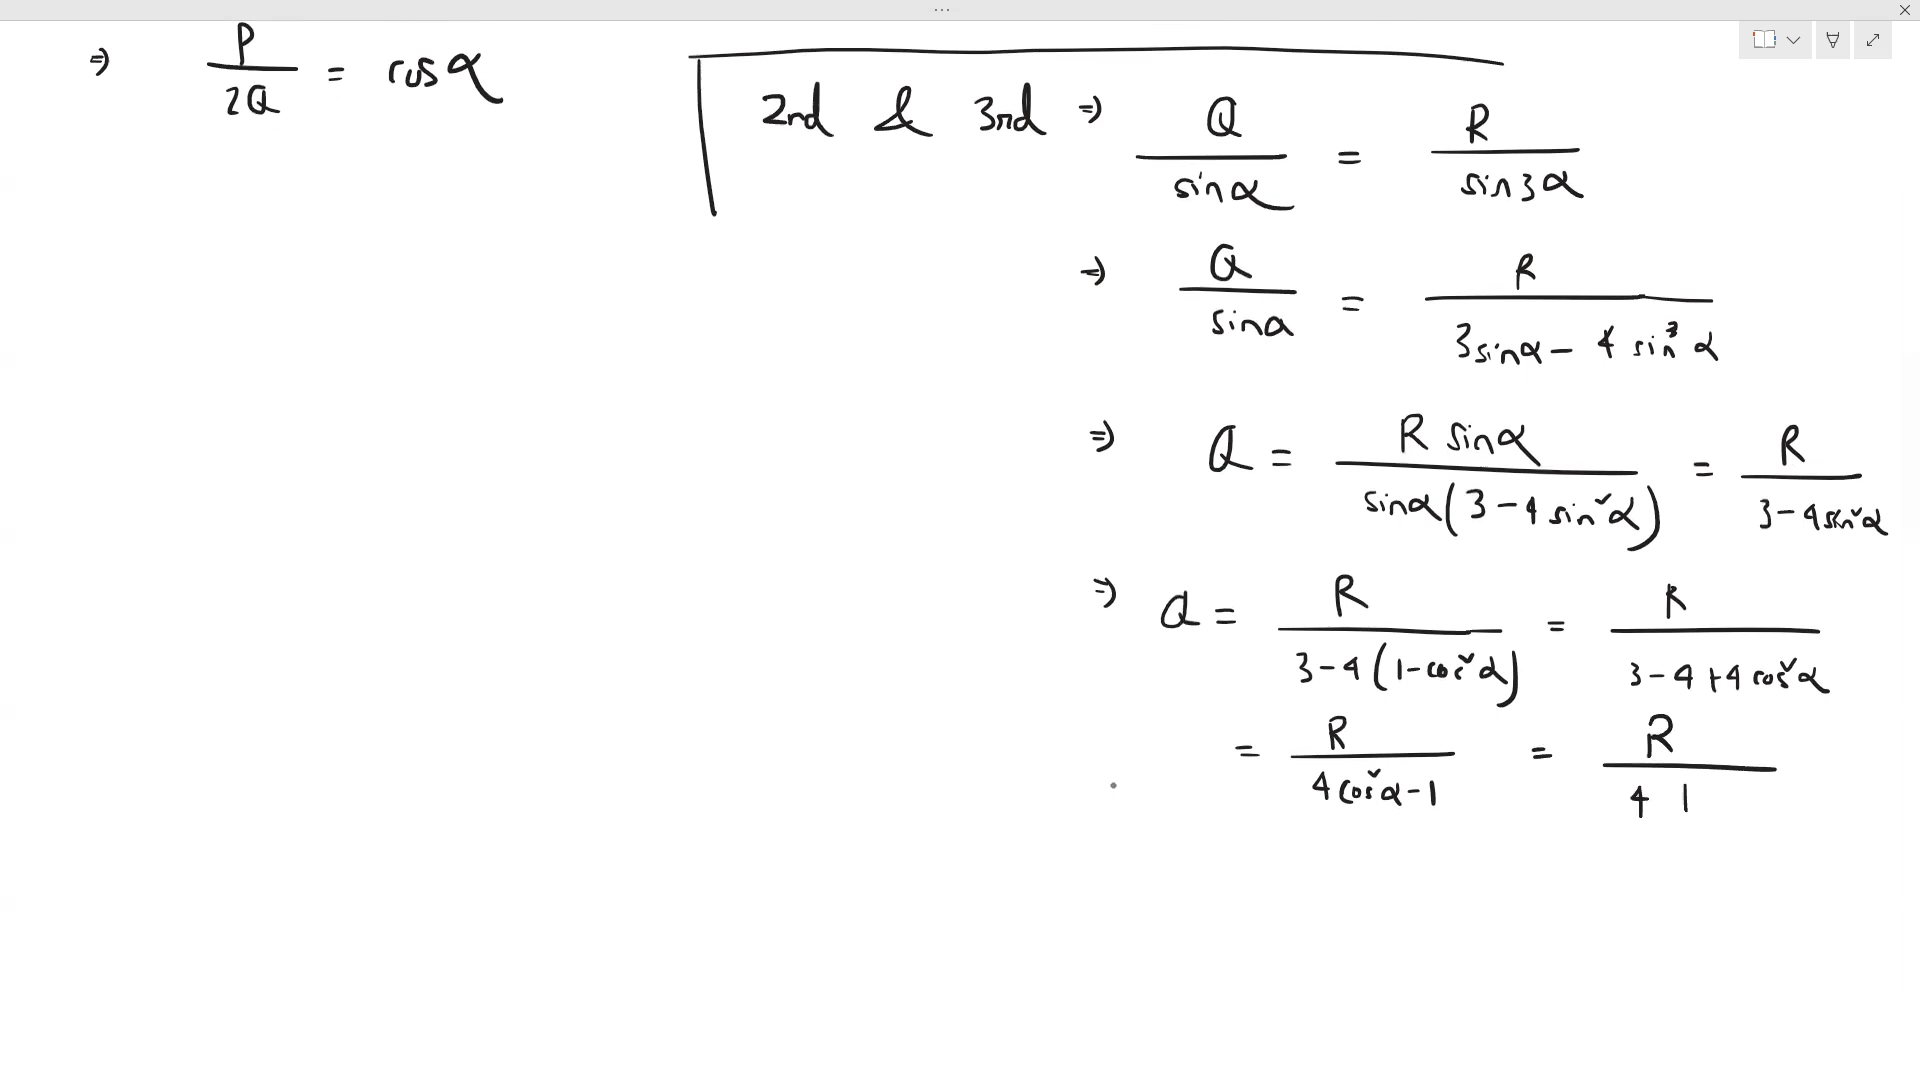 ⇒ P/2Q = cos α
2nd & 3rd ⇒ Q/sin α = R/sin 3α
⇒ Q/sin α = R/(3 sin α − 4 sin³ α)
⇒ Q = R sin α/(sin α (3 − 4 sin² α)) = R/(3 − 4 sin² α)
⇒ Q = R/(3 − 4(1 − cos² α)) = R/(3 − 4 + 4 cos² α)
= R/(4 cos² α − 1) = R/(4 1